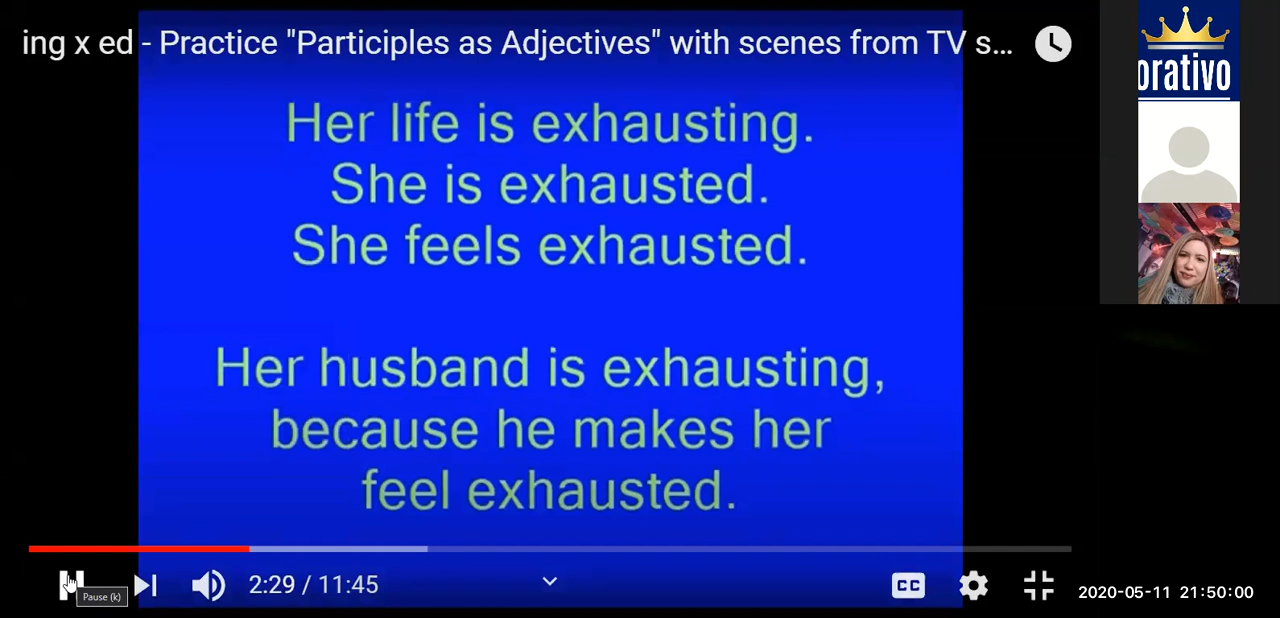 ing x ed - Practice "Participles as Adjectives" with scenes from TV s...
orativo
Her life is exhausting.
She is exhausted.
She feels exhausted.
Her husband is exhausting,
because he makes her
feel exhausted.
2:29 / 11:45
CC
Pause (k)
2020-05-11 21:50:00